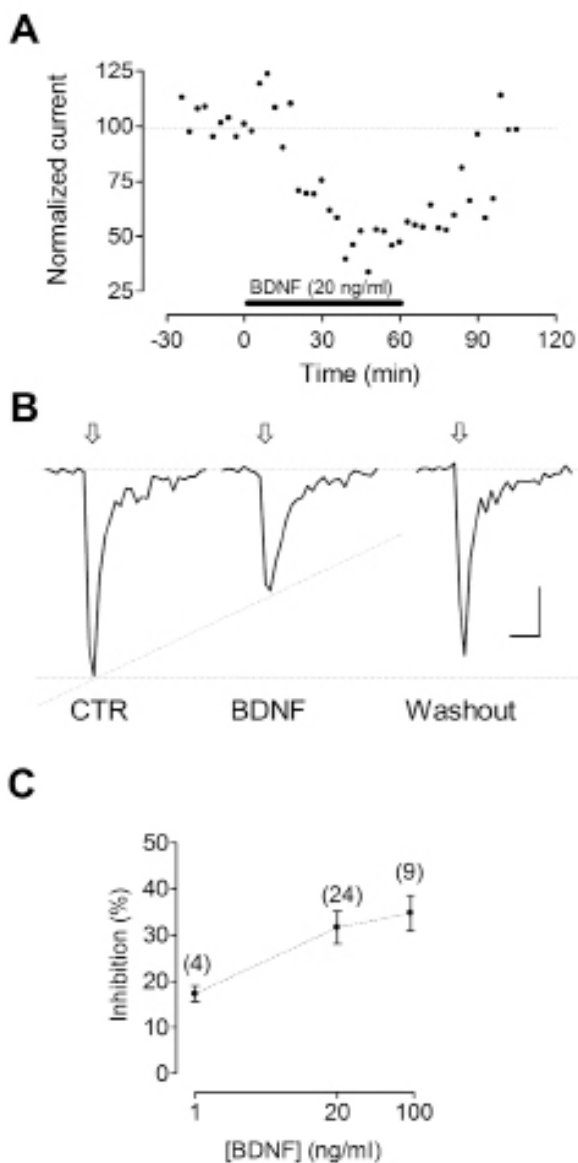 A
Normalized current
125
100
75
50
25
BDNF (20 ng/ml)
-30 0 30 60 90 120
Time (min)
B
CTR BDNF Washout
C
Inhibition (%)
50
40
30
20
10
0
(4) (24) (9)
1 20 100
[BDNF] (ng/ml)